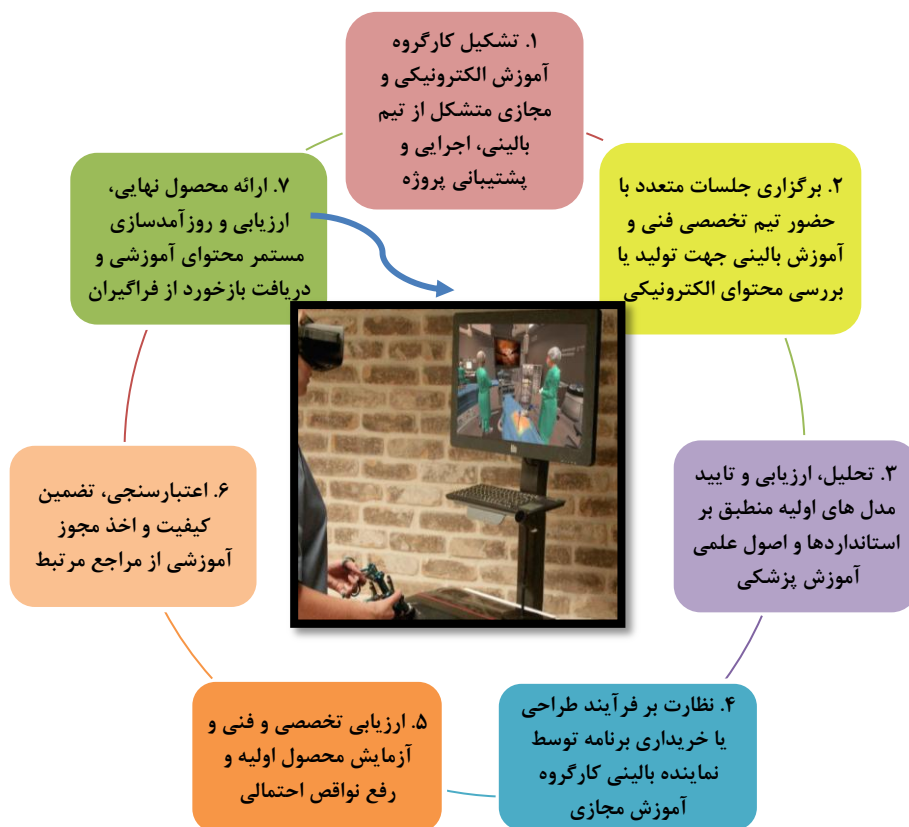 ۱. تشکیل کارگروه
آموزش الکترونیکی و
مجازی متشکل از تیم
بالینی، اجرایی و
پشتیبانی پروژه
۲. برگزاری جلسات متعدد با
حضور تیم تخصصی فنی و
آموزش بالینی جهت تولید یا
بررسی محتوای الکترونیکی
۳. تحلیل، ارزیابی و تایید
مدل های اولیه منطبق بر
استانداردها و اصول علمی
آموزش پزشکی
۴. نظارت بر فرآیند طراحی
یا خریداری برنامه توسط
نماینده بالینی کارگروه
آموزش مجازی
۵. ارزیابی تخصصی و فنی و
آزمایش محصول اولیه و
رفع نواقص احتمالی
۶. اعتبارسنجی، تضمین
کیفیت و اخذ مجوز
آموزشی از مراجع مرتبط
۷. ارائه محصول نهایی،
ارزیابی و روزآمدسازی
مستمر محتوای آموزشی و
دریافت بازخورد از فراگیران